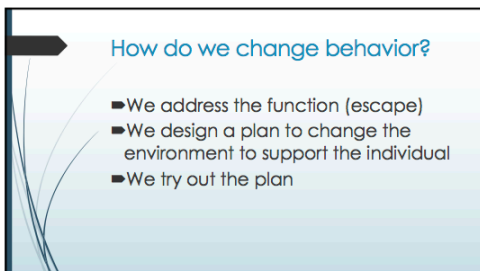 How do we change behavior?
We address the function (escape)
We design a plan to change the
environment to support the individual
We try out the plan